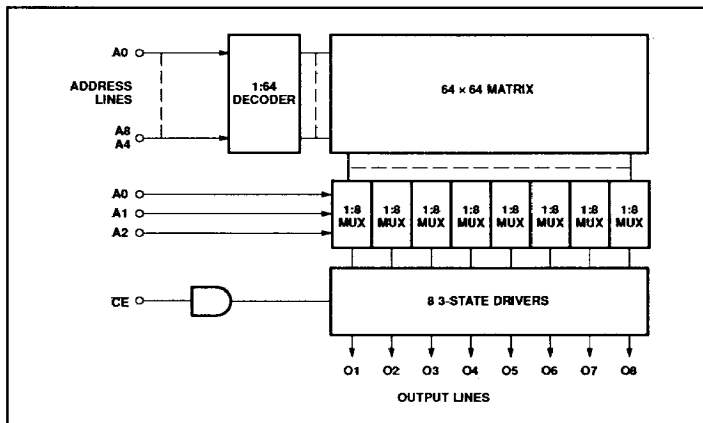 A0
ADDRESS
LINES
A8
A4
1:64
DECODER
64 × 64 MATRIX
A0
A1
A2
1:8
MUX
1:8
MUX
1:8
MUX
1:8
MUX
1:8
MUX
1:8
MUX
1:8
MUX
1:8
MUX
CE
8 3-STATE DRIVERS
O1 O2 O3 O4 O5 O6 O7 O8
OUTPUT LINES